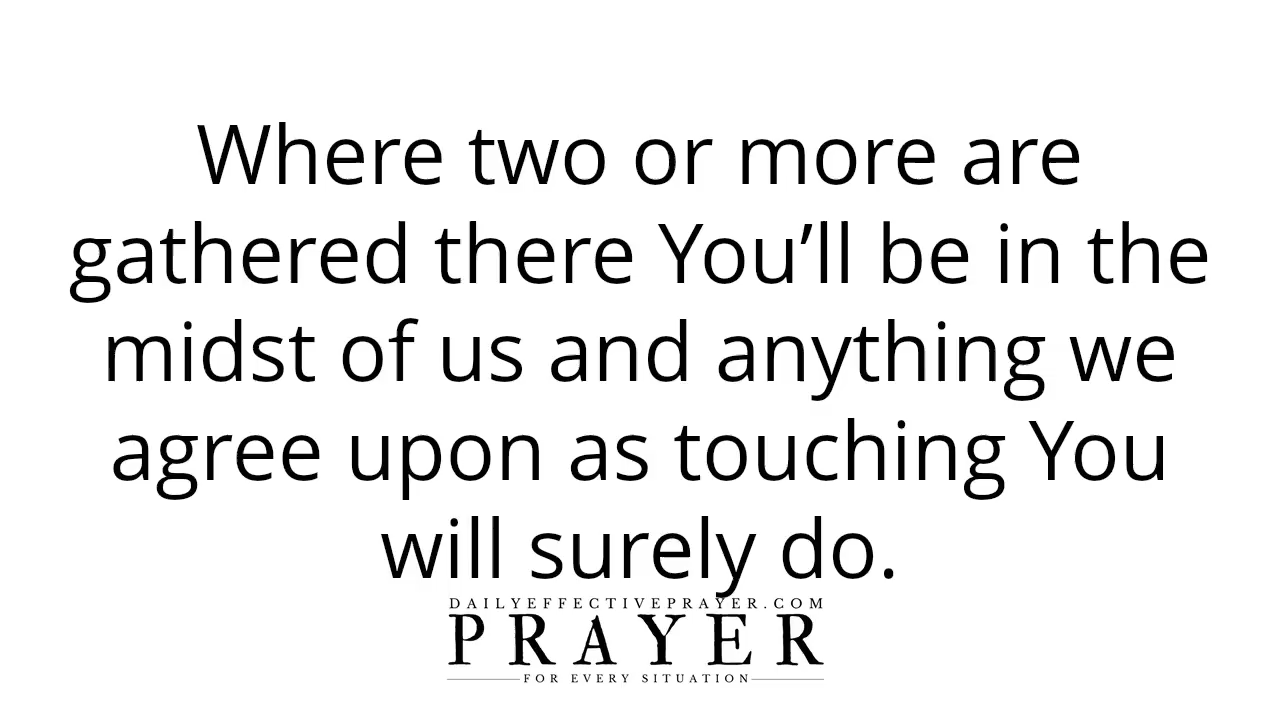 Where two or more are
gathered there You’ll be in the
midst of us and anything we
agree upon as touching You
will surely do.
DAILYEFFECTIVEPRAYER.COM
PRAYER
FOR EVERY SITUATION